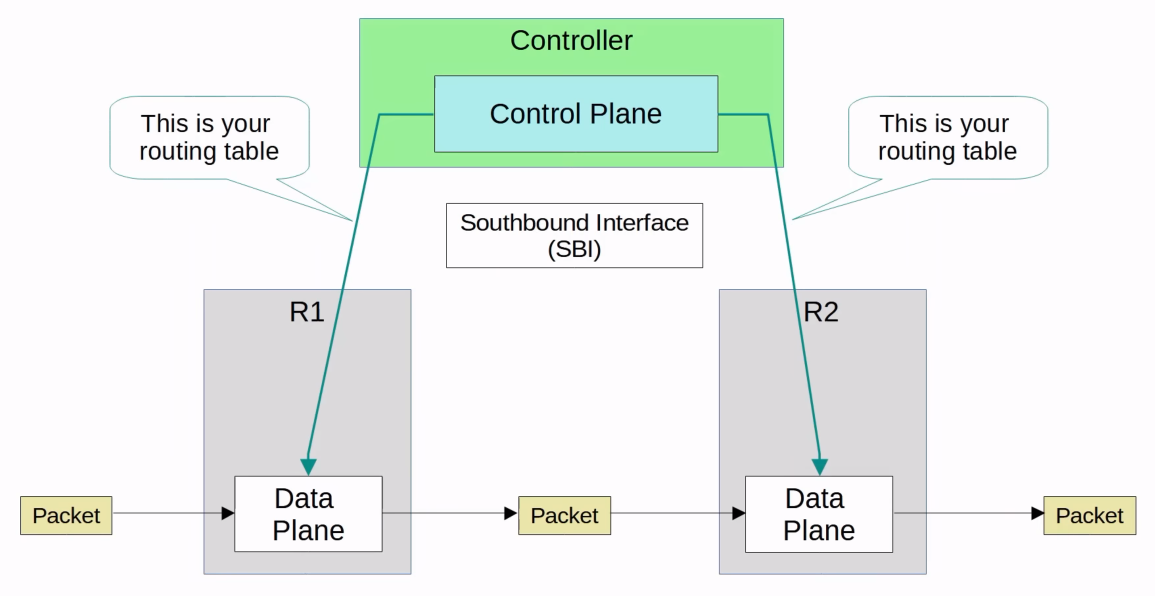 Controller
Control Plane
This is your
routing table
This is your
routing table
Southbound Interface
(SBI)
R1
R2
Packet
Data
Plane
Packet
Data
Plane
Packet